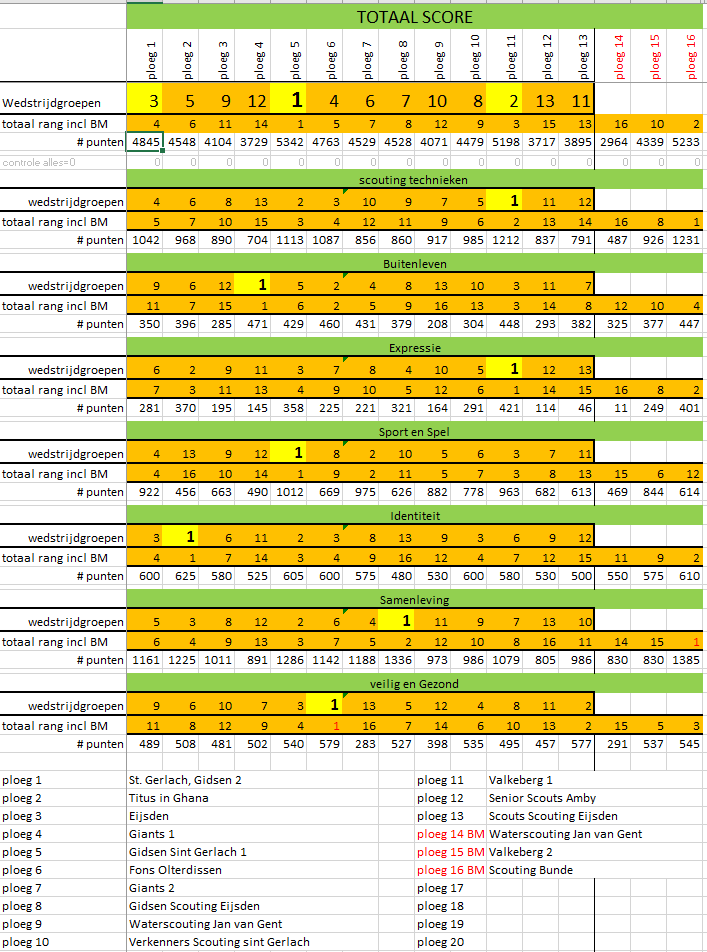 TOTAAL SCORE
ploeg 1 ploeg 2 ploeg 3 ploeg 4 ploeg 5 ploeg 6 ploeg 7 ploeg 8 ploeg 9 ploeg 10 ploeg 11 ploeg 12 ploeg 13 ploeg 14 ploeg 15 ploeg 16
Wedstrijdgroepen 3 5 9 12 1 4 6 7 10 8 2 13 11
totaal rang incl BM 4 6 11 14 1 5 7 8 12 9 3 15 13 16 10 2
# punten 4845 4548 4104 3729 5342 4763 4529 4528 4071 4479 5198 3717 3895 2964 4339 5233
controle alles=0 0 0 0 0 0 0 0 0 0 0 0 0 0 0 0 0
scouting technieken
wedstrijdgroepen 4 6 8 13 2 3 10 9 7 5 1 11 12
totaal rang incl BM 5 7 10 15 3 4 12 11 9 6 2 13 14 16 8 1
# punten 1042 968 890 704 1113 1087 856 860 917 985 1212 837 791 487 926 1231
Buitenleven
wedstrijdgroepen 9 6 12 1 5 2 4 8 13 10 3 11 7
totaal rang incl BM 11 7 15 1 6 2 5 9 16 13 3 14 8 12 10 4
# punten 350 396 285 471 429 460 431 379 208 304 448 293 382 325 377 447
Expressie
wedstrijdgroepen 6 2 9 11 3 7 8 4 10 5 1 12 13
totaal rang incl BM 7 3 11 13 4 9 10 5 12 6 1 14 15 16 8 2
# punten 281 370 195 145 358 225 221 321 164 291 421 114 46 11 249 401
Sport en Spel
wedstrijdgroepen 4 13 9 12 1 8 2 10 5 6 3 7 11
totaal rang incl BM 4 16 10 14 1 9 2 11 5 7 3 8 13 15 6 12
# punten 922 456 663 490 1012 669 975 626 882 778 963 682 613 469 844 614
Identiteit
wedstrijdgroepen 3 1 6 11 2 3 8 13 9 3 6 9 12
totaal rang incl BM 4 1 7 14 3 4 9 16 12 4 7 12 15 11 9 2
# punten 600 625 580 525 605 600 575 480 530 600 580 530 500 550 575 610
Samenleving
wedstrijdgroepen 5 3 8 12 2 6 4 1 11 9 7 13 10
totaal rang incl BM 6 4 9 13 3 7 5 2 12 10 8 16 11 14 15 1
# punten 1161 1225 1011 891 1286 1142 1188 1336 973 986 1079 805 986 830 830 1385
veilig en Gezond
wedstrijdgroepen 9 6 10 7 3 1 13 5 12 4 8 11 2
totaal rang incl BM 11 8 12 9 4 1 16 7 14 6 10 13 2 15 5 3
# punten 489 508 481 502 540 579 283 527 398 535 495 457 577 291 537 545
ploeg 1 St. Gerlach, Gidsen 2 ploeg 11 Valkeberg 1
ploeg 2 Titus in Ghana ploeg 12 Senior Scouts Amby
ploeg 3 Eijsden ploeg 13 Scouts Scouting Eijsden
ploeg 4 Giants 1 ploeg 14 BM Waterscouting Jan van Gent
ploeg 5 Gidsen Sint Gerlach 1 ploeg 15 BM Valkeberg 2
ploeg 6 Fons Olterdissen ploeg 16 BM Scouting Bunde
ploeg 7 Giants 2 ploeg 17
ploeg 8 Gidsen Scouting Eijsden ploeg 18
ploeg 9 Waterscouting Jan van Gent ploeg 19
ploeg 10 Verkenners Scouting sint Gerlach ploeg 20